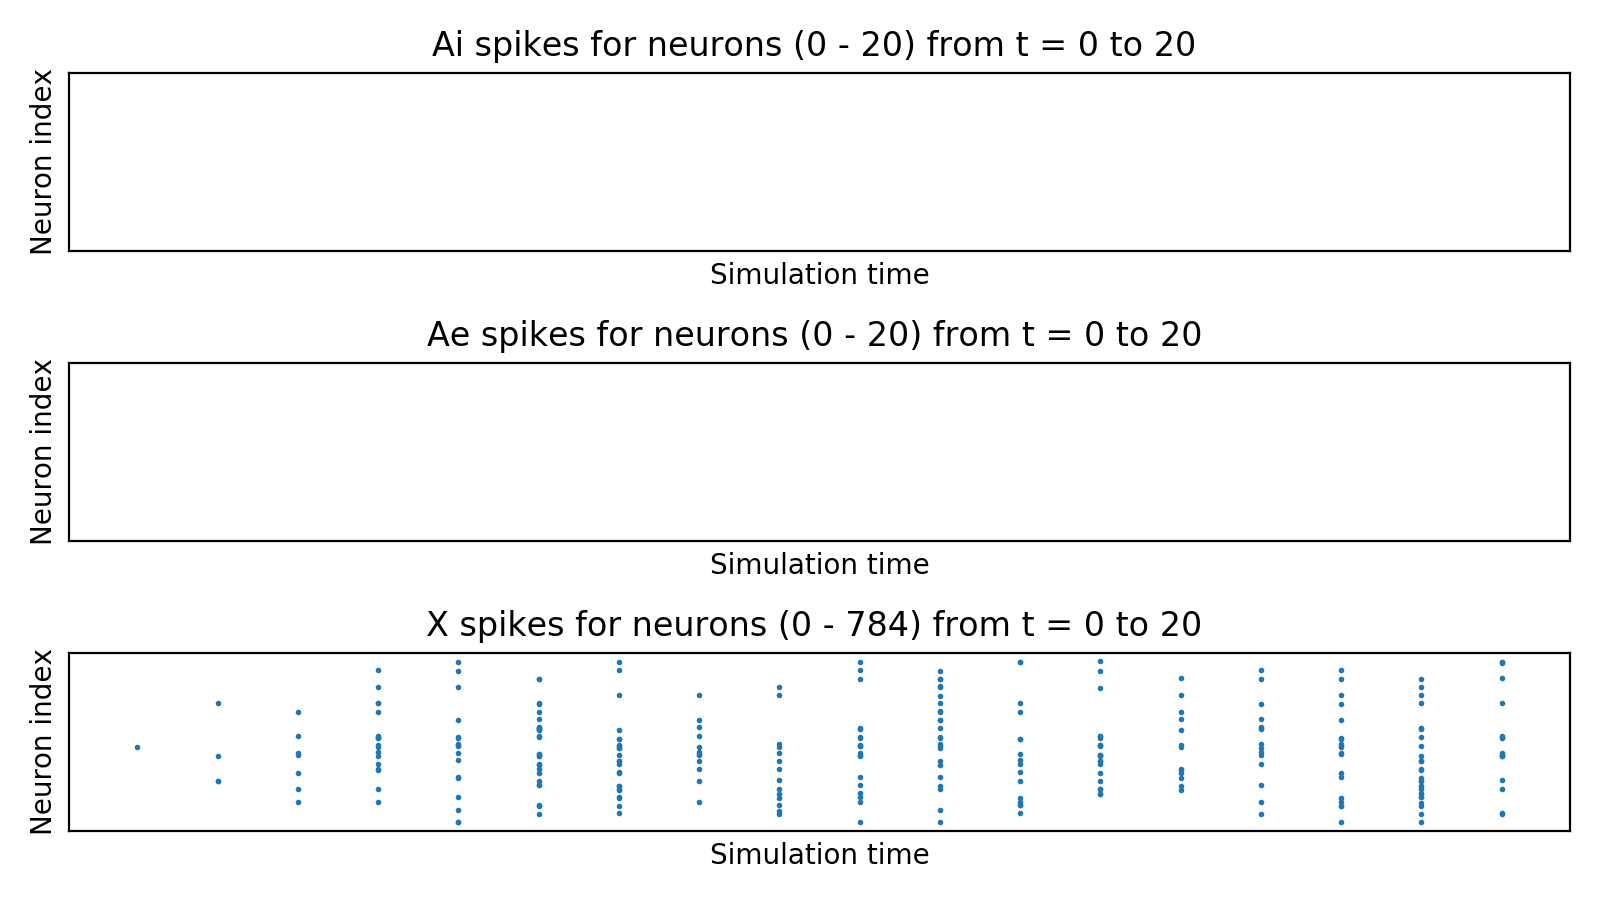 Ai spikes for neurons (0 - 20) from t = 0 to 20
Neuron index
Simulation time
Ae spikes for neurons (0 - 20) from t = 0 to 20
Neuron index
Simulation time
X spikes for neurons (0 - 784) from t = 0 to 20
Neuron index
Simulation time